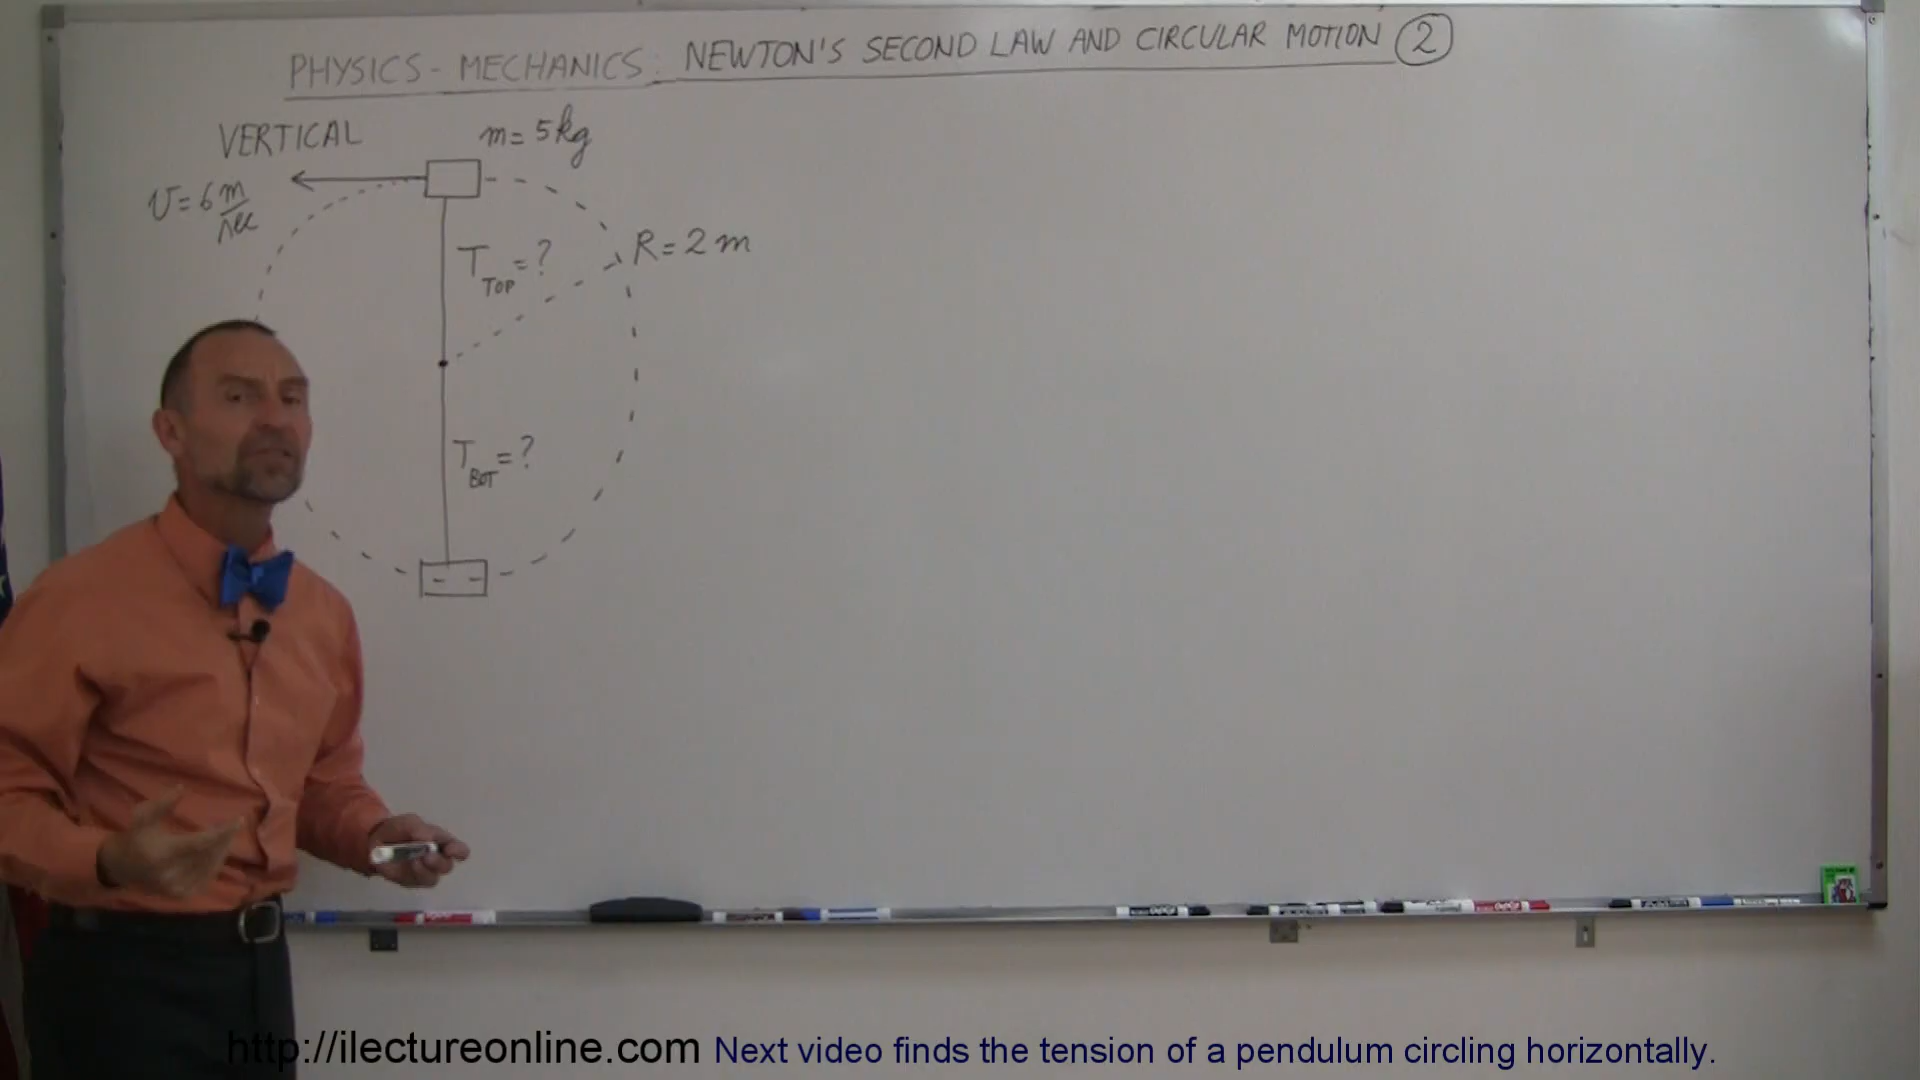 PHYSICS - MECHANICS: NEWTON'S SECOND LAW AND CIRCULAR MOTION 2
VERTICAL
m = 5 kg
v = 6 m/sec
T TOP = ?
R = 2 m
T BOT = ?
http://ilectureonline.com Next video finds the tension of a pendulum circling horizontally.